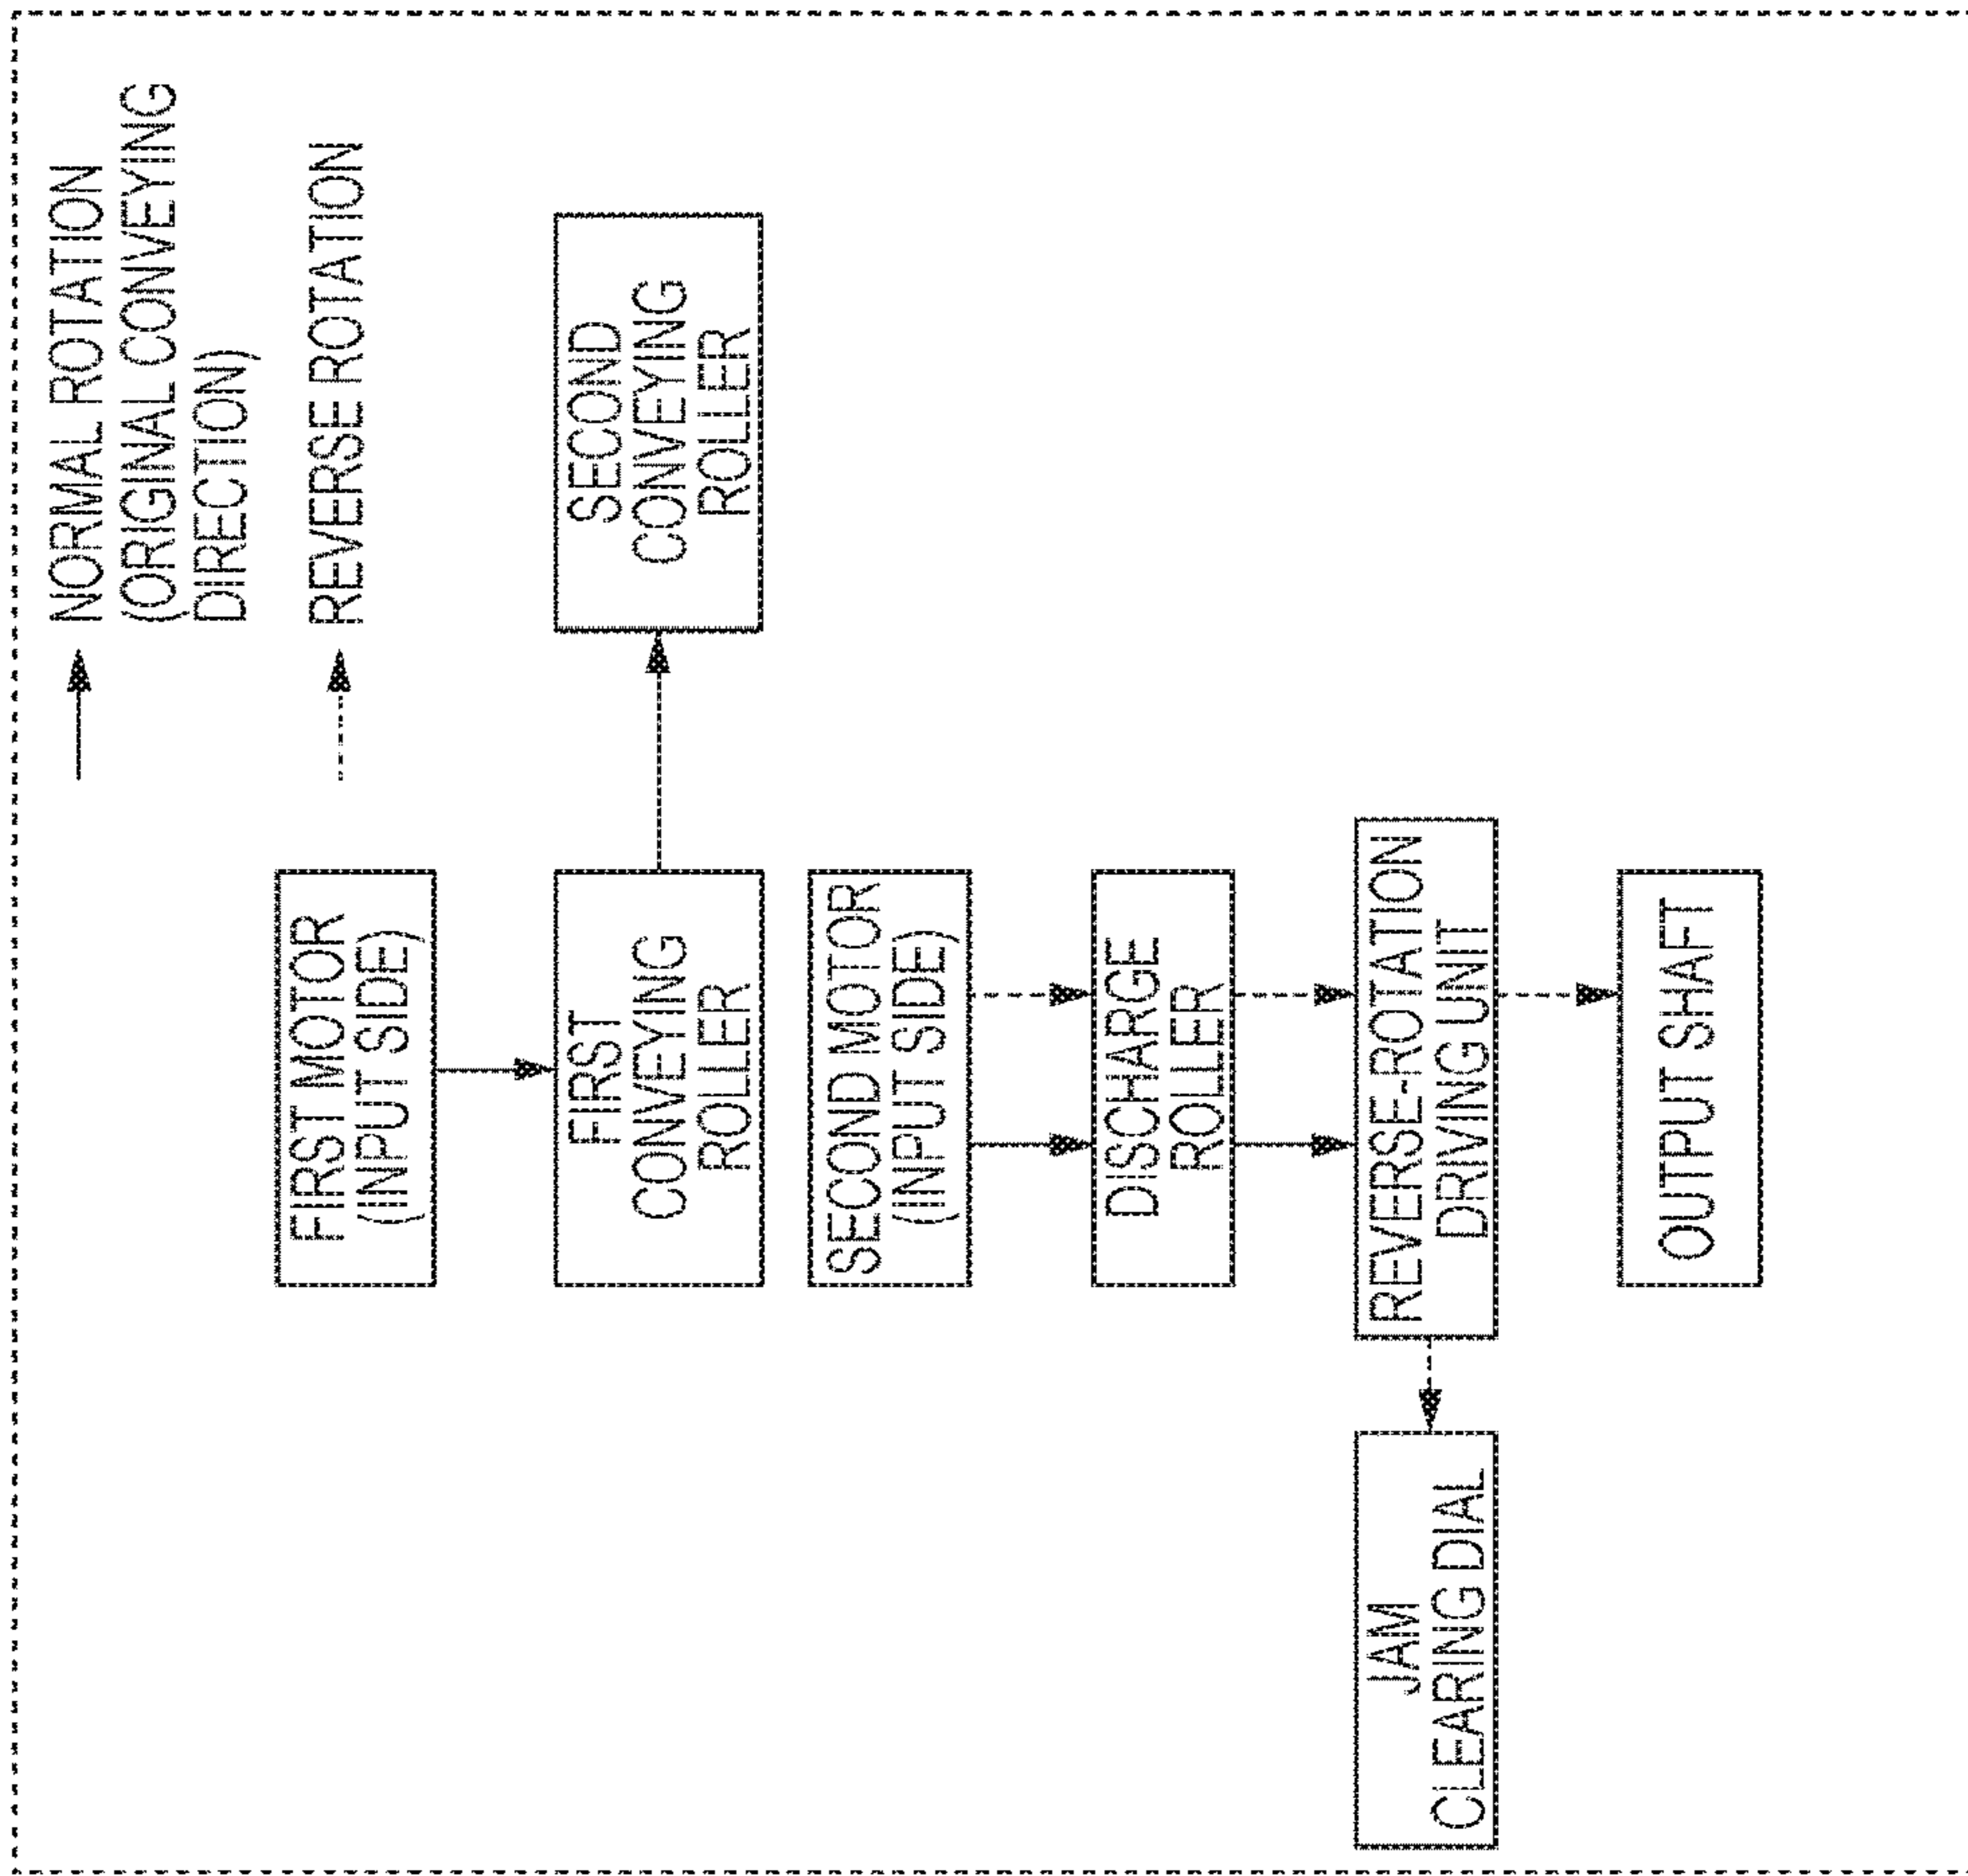 NORMAL ROTATION
(ORIGINAL CONVEYING
DIRECTION)
REVERSE ROTATION
FIRST MOTOR
(INPUT SIDE)
FIRST
CONVEYING
ROLLER
SECOND
CONVEYING
ROLLER
SECOND MOTOR
(INPUT SIDE)
DISCHARGE
ROLLER
REVERSE-ROTATION
DRIVING UNIT
JAM
CLEARING DIAL
OUTPUT SHAFT